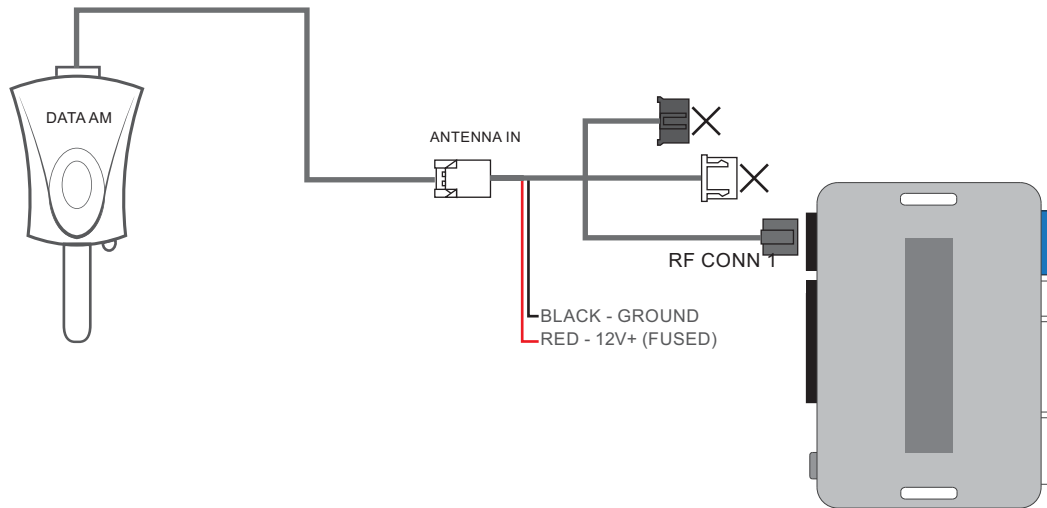 DATA AM
ANTENNA IN
RF CONN 1
BLACK - GROUND
RED - 12V+ (FUSED)